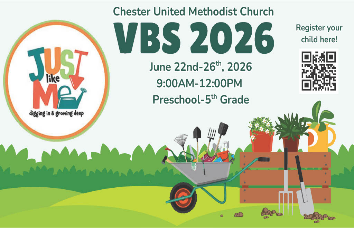 Chester United Methodist Church
VBS 2026
Register your
child here!
June 22nd-26th, 2026
9:00AM-12:00PM
Preschool-5th Grade
JUST
like
ME
digging in & growing deep